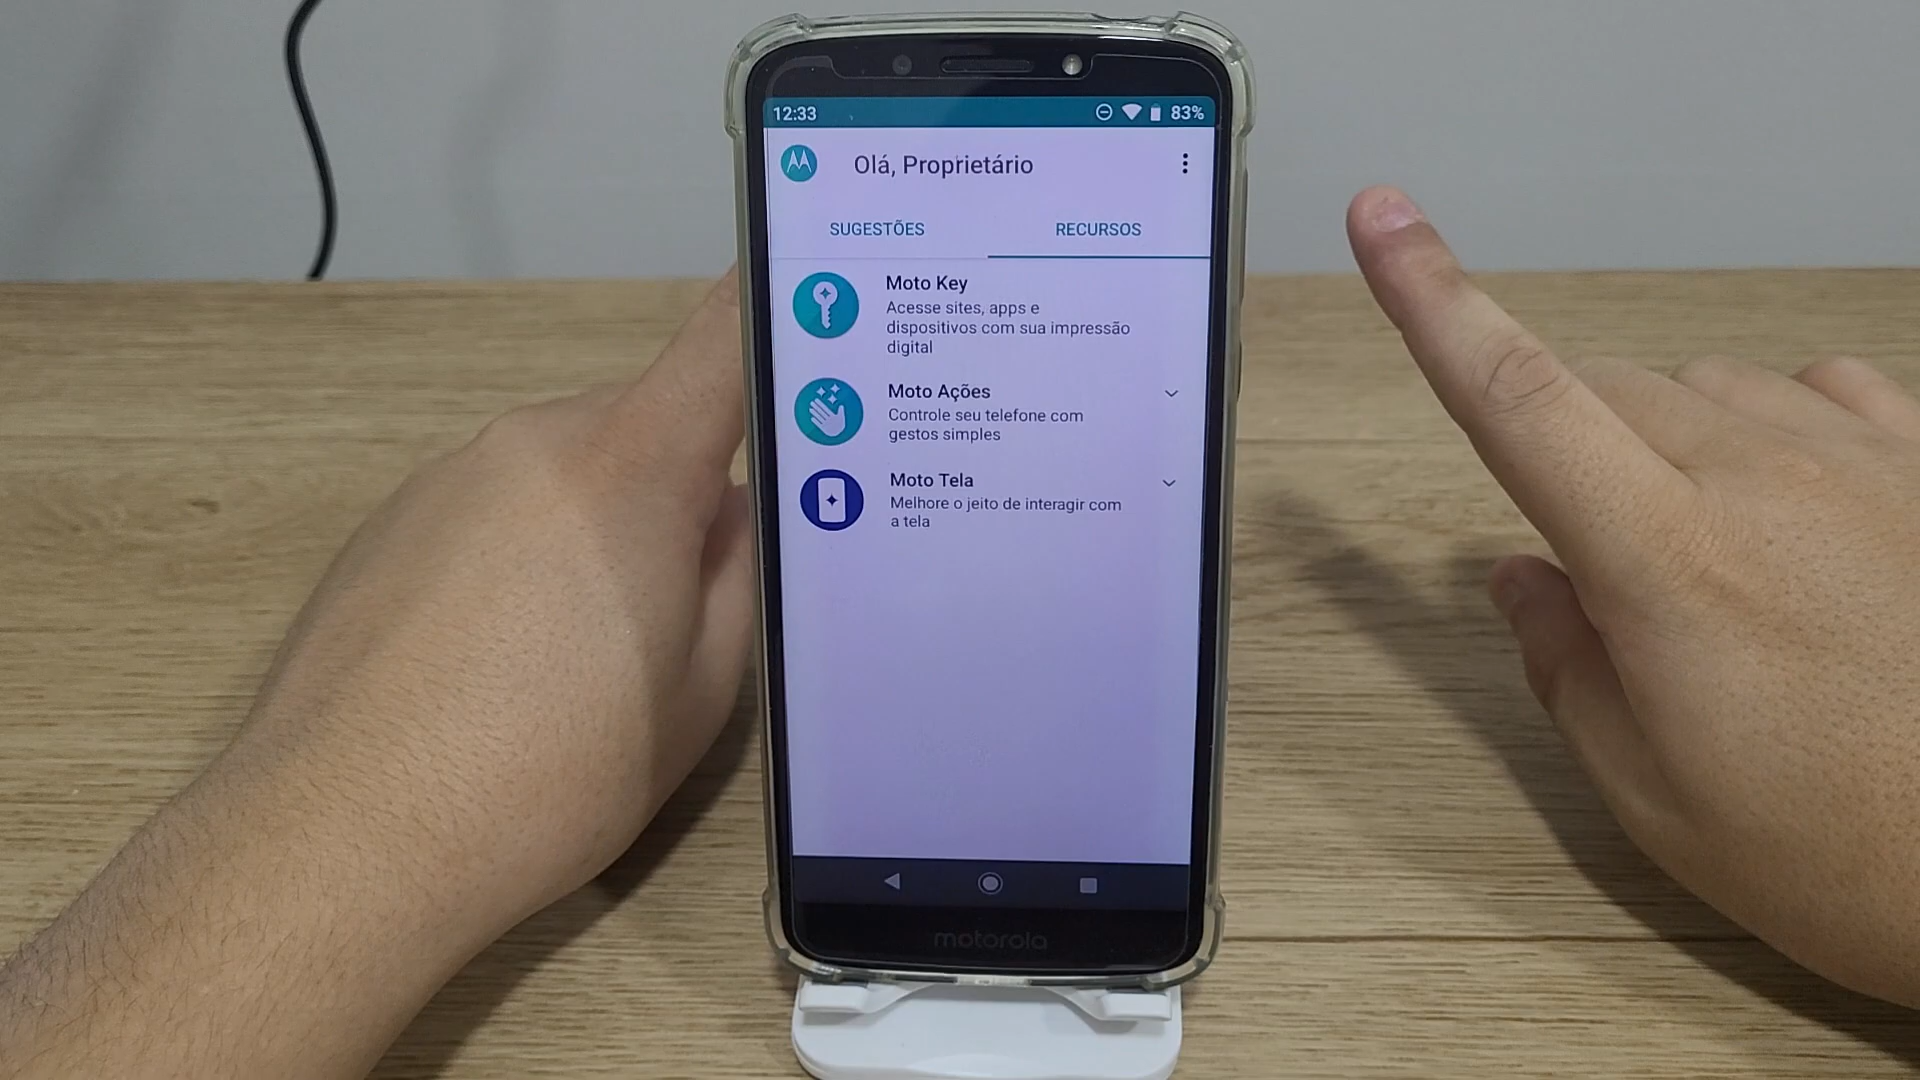 12:33
83%
Olá, Proprietário
SUGESTÕES
RECURSOS
Moto Key
Acesse sites, apps e
dispositivos com sua impressão
digital
Moto Ações
Controle seu telefone com
gestos simples
Moto Tela
Melhore o jeito de interagir com
a tela
motorola